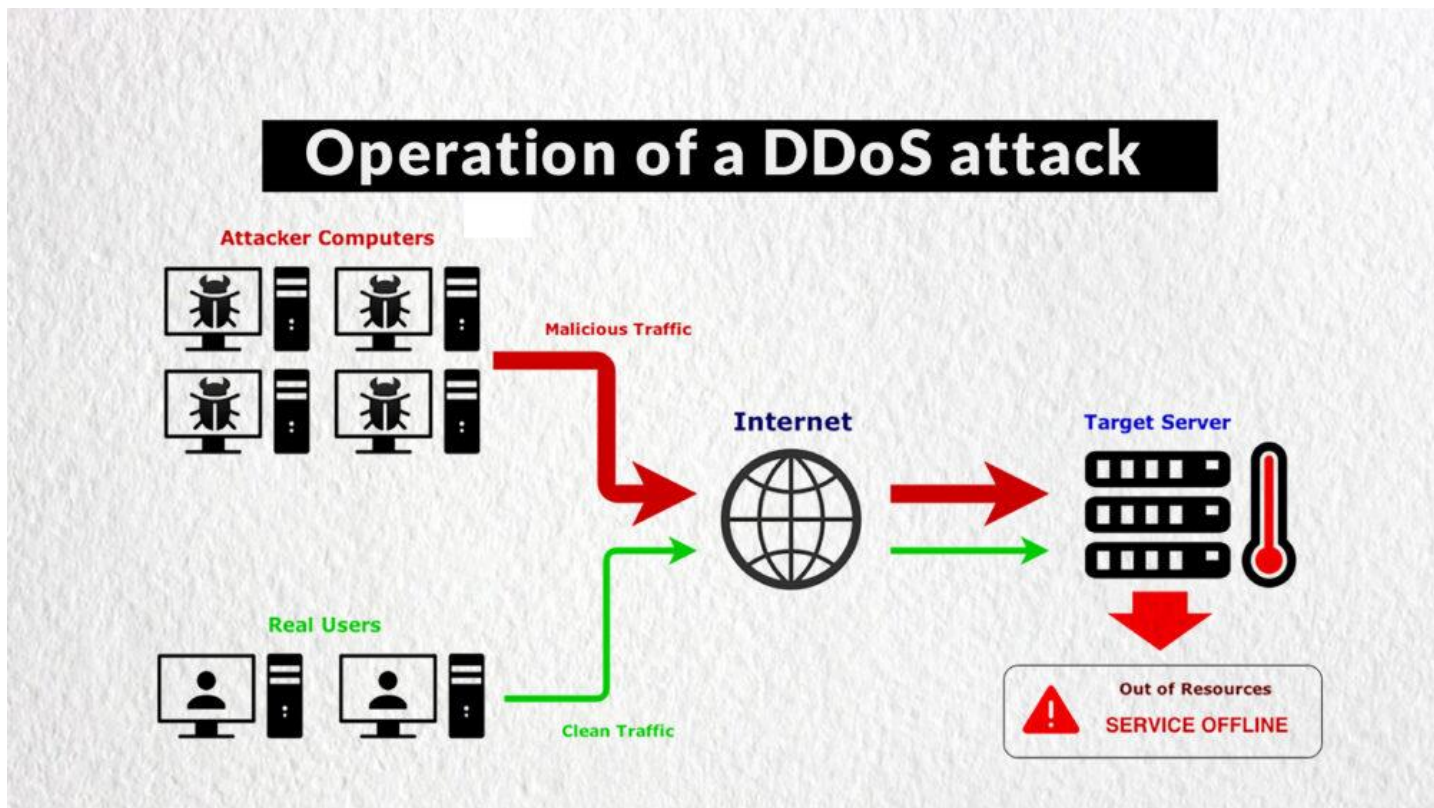 Operation of a DDoS attack
Attacker Computers
Malicious Traffic
Internet
Target Server
Real Users
Clean Traffic
Out of Resources
SERVICE OFFLINE